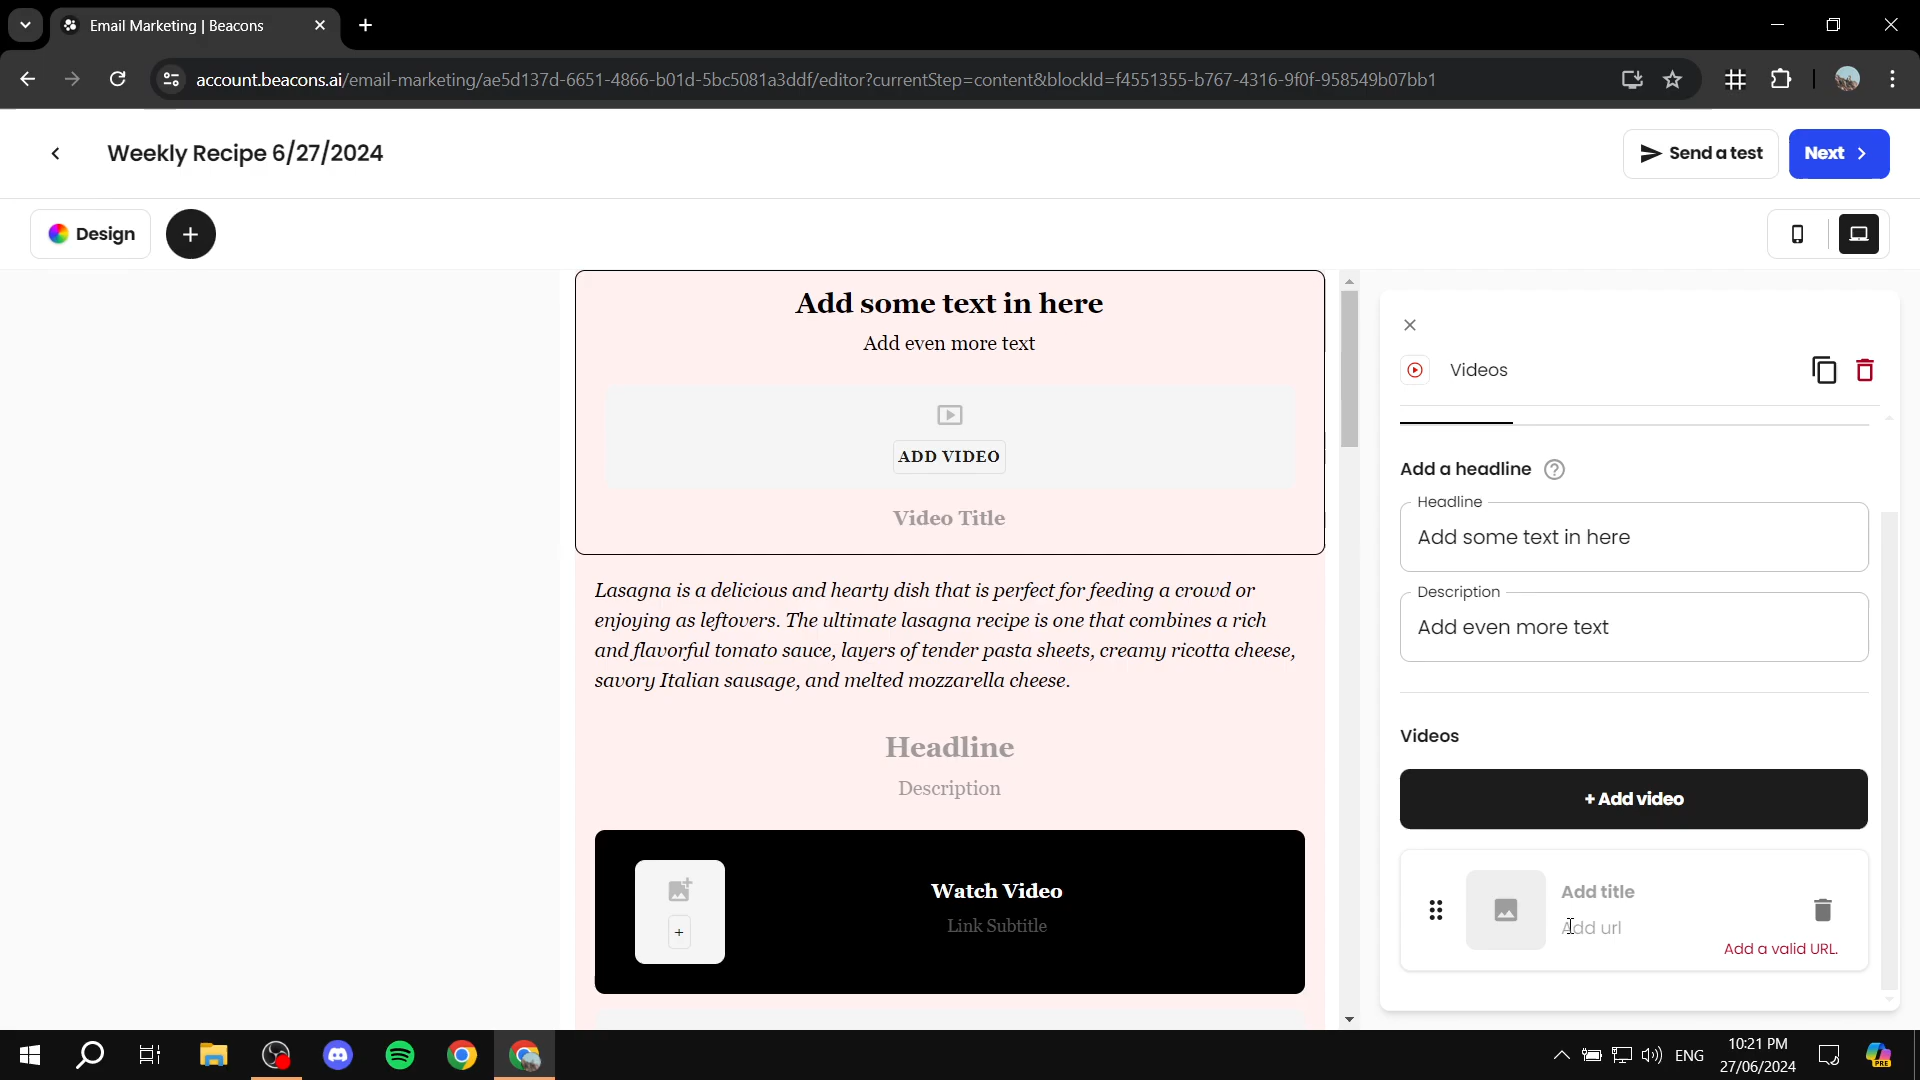 Email Marketing | Beacons
account.beacons.ai/email-marketing/ae5d137d-6651-4866-b01d-5bc5081a3ddf/editor?currentStep=content&blockId=f4551355-b767-4316-9f0f-958549b07bb1
Weekly Recipe 6/27/2024
Send a test
Next
Design
Add some text in here
Add even more text
ADD VIDEO
Video Title
Lasagna is a delicious and hearty dish that is perfect for feeding a crowd or
enjoying as leftovers. The ultimate lasagna recipe is one that combines a rich
and flavorful tomato sauce, layers of tender pasta sheets, creamy ricotta cheese,
savory Italian sausage, and melted mozzarella cheese.
Headline
Description
Watch Video
Link Subtitle
Videos
Add a headline
Headline
Add some text in here
Description
Add even more text
Videos
+ Add video
Add title
Add url
Add a valid URL.
ENG
10:21 PM
27/06/2024
PRE